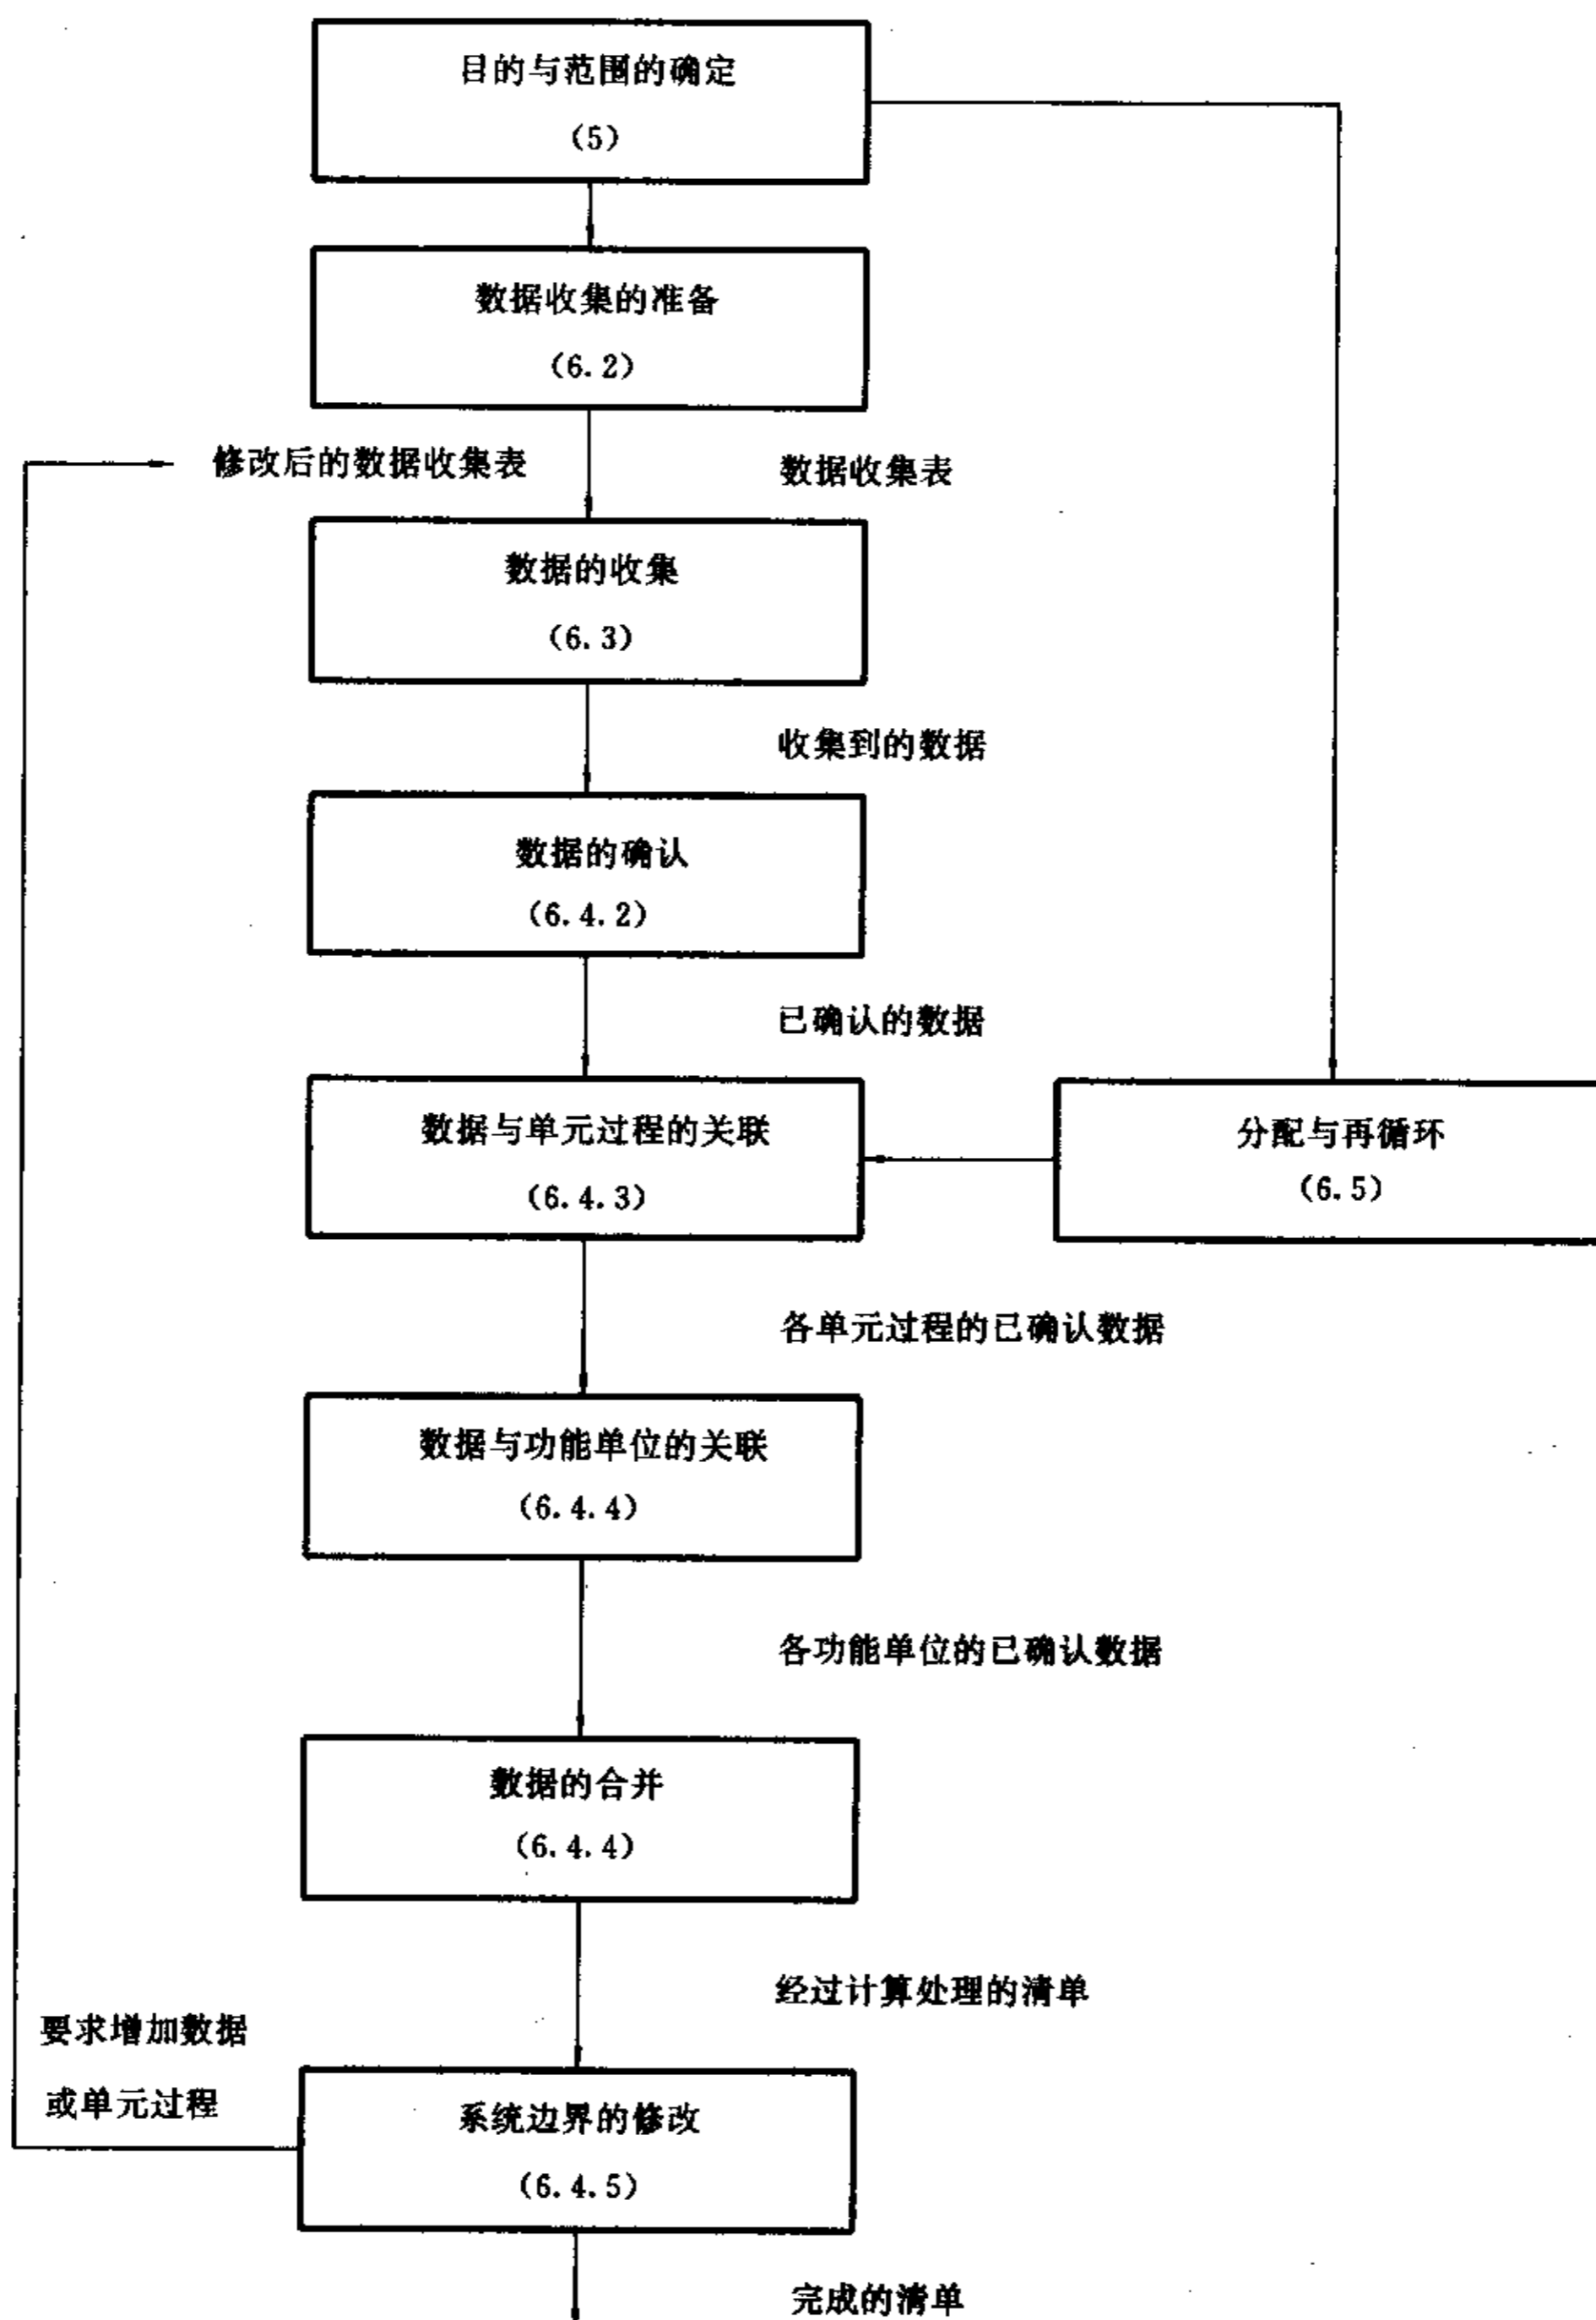 目的与范围的确定
(5)
数据收集的准备
(6.2)
修改后的数据收集表
数据收集表
数据的收集
(6.3)
收集到的数据
数据的确认
(6.4.2)
已确认的数据
数据与单元过程的关联
(6.4.3)
分配与再循环
(6.5)
各单元过程的已确认数据
数据与功能单位的关联
(6.4.4)
各功能单位的已确认数据
数据的合并
(6.4.4)
经过计算处理的清单
要求增加数据
或单元过程
系统边界的修改
(6.4.5)
完成的清单